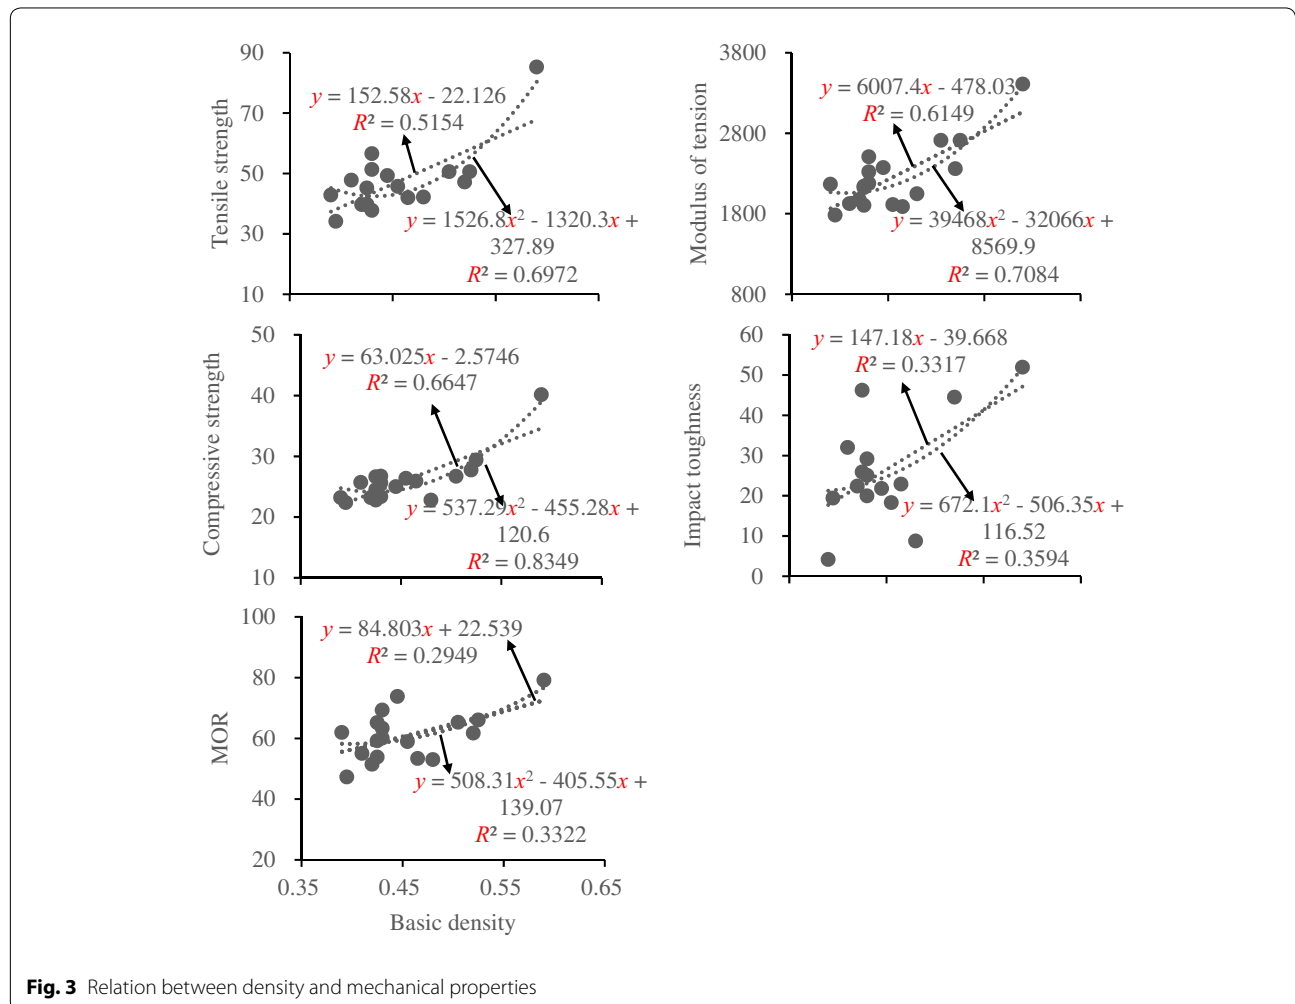 90
70
50
30
10
Tensile strength
y = 152.58x - 22.126
R² = 0.5154
y = 1526.8x² - 1320.3x +
327.89
R² = 0.6972
3800
2800
1800
800
Modulus of tension
y = 6007.4x - 478.03
R² = 0.6149
y = 39468x² - 32066x +
8569.9
R² = 0.7084
50
40
30
20
10
Compressive strength
y = 63.025x - 2.5746
R² = 0.6647
y = 537.29x² - 455.28x +
120.6
R² = 0.8349
60
50
40
30
20
10
0
Impact toughness
y = 147.18x - 39.668
R² = 0.3317
y = 672.1x² - 506.35x +
116.52
R² = 0.3594
100
80
60
40
20
MOR
y = 84.803x + 22.539
R² = 0.2949
y = 508.31x² - 405.55x +
139.07
R² = 0.3322
0.35 0.45 0.55 0.65
Basic density
Fig. 3 Relation between density and mechanical properties